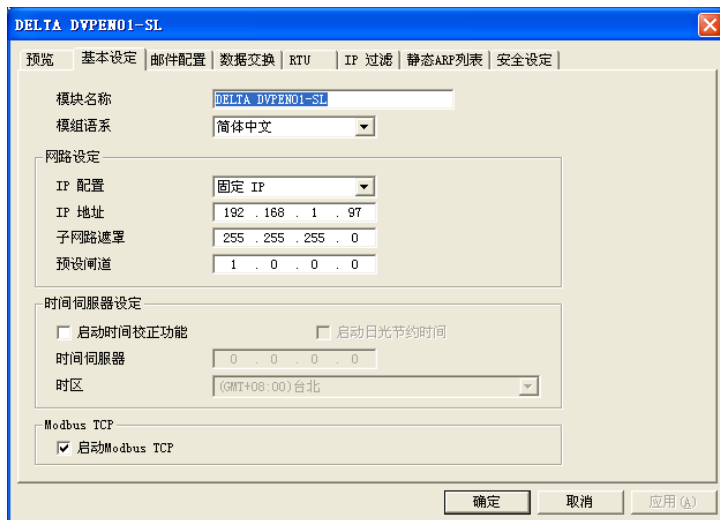 DELTA DVPEN01-SL
预览 基本设定 邮件配置 数据交换 RTU IP 过滤 静态ARP列表 安全设定
模块名称 DELTA DVPEN01-SL
模组语系 简体中文
网路设定
IP 配置 固定 IP
IP 地址 192 . 168 . 1 . 97
子网路遮罩 255 . 255 . 255 . 0
预设闸道 1 . 0 . 0 . 0
时间伺服器设定
启动时间校正功能 启动日光节约时间
时间伺服器 0 . 0 . 0 . 0
时区 (GMT+08:00)台北
Modbus TCP
启动Modbus TCP
确定 取消 应用(A)